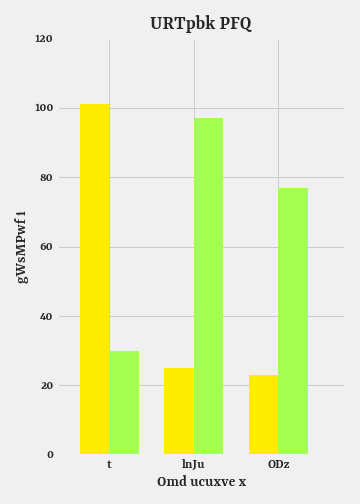 URTpbk PFQ
120
100
80
60
40
20
0
gWsMPwf i
t
lnJu
ODz
Omd ucuxve x